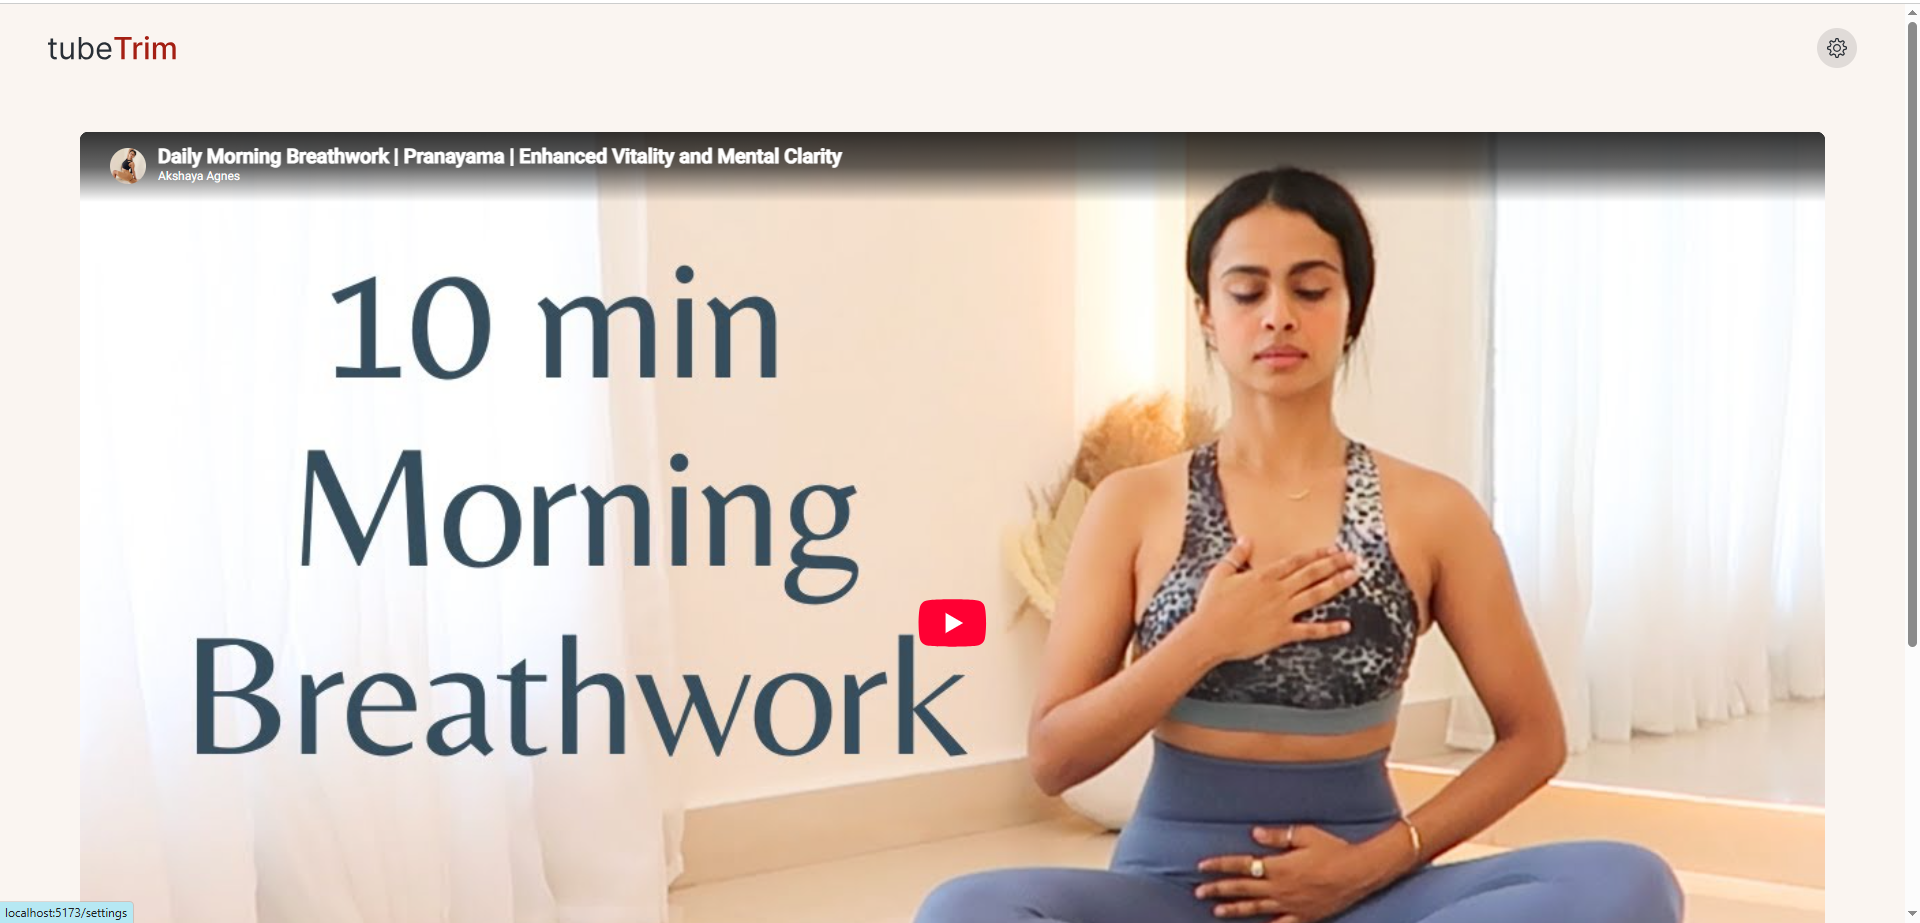 tubeTrim
Daily Morning Breathwork | Pranayama | Enhanced Vitality and Mental Clarity
Akshaya Agnes
10 min
Morning
Breathwork
localhost:5173/settings